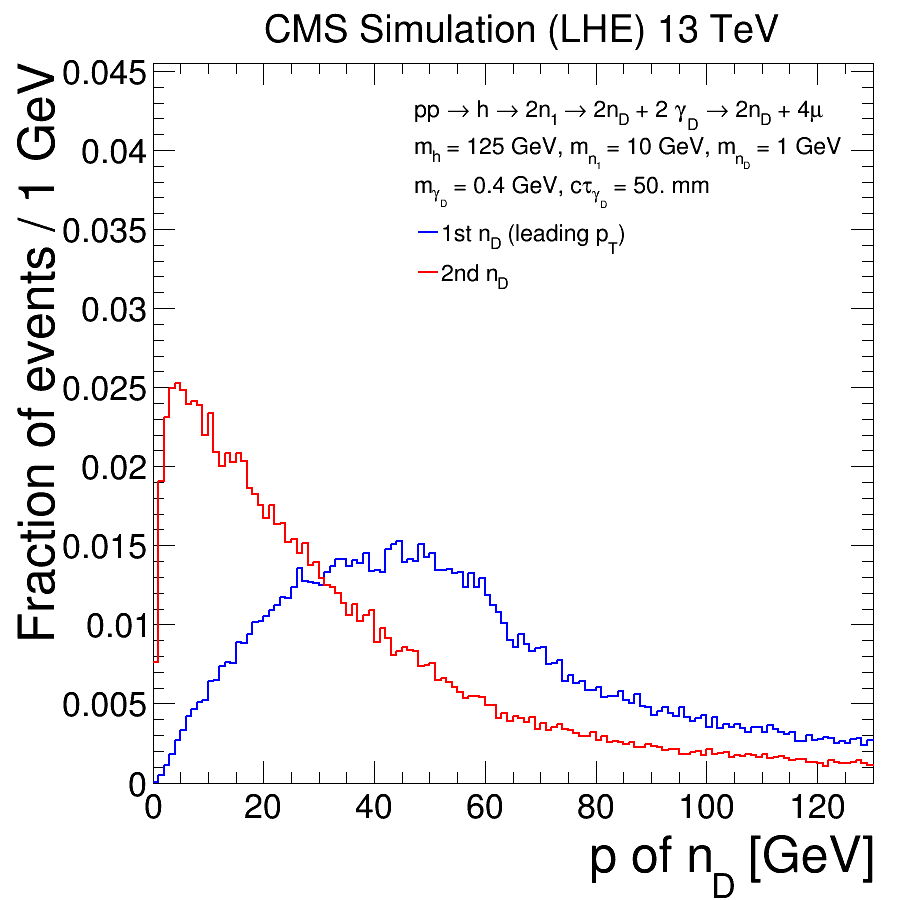 CMS Simulation (LHE) 13 TeV
Fraction of events / 1 GeV
0.045
0.04
0.035
0.03
0.025
0.02
0.015
0.01
0.005
0
pp → h → 2n1 → 2nD + 2 γD → 2nD + 4μ
mh = 125 GeV, mn1 = 10 GeV, mnD = 1 GeV
mγD = 0.4 GeV, cτγD = 50. mm
1st nD (leading pT)
2nd nD
0 20 40 60 80 100 120
p of nD [GeV]